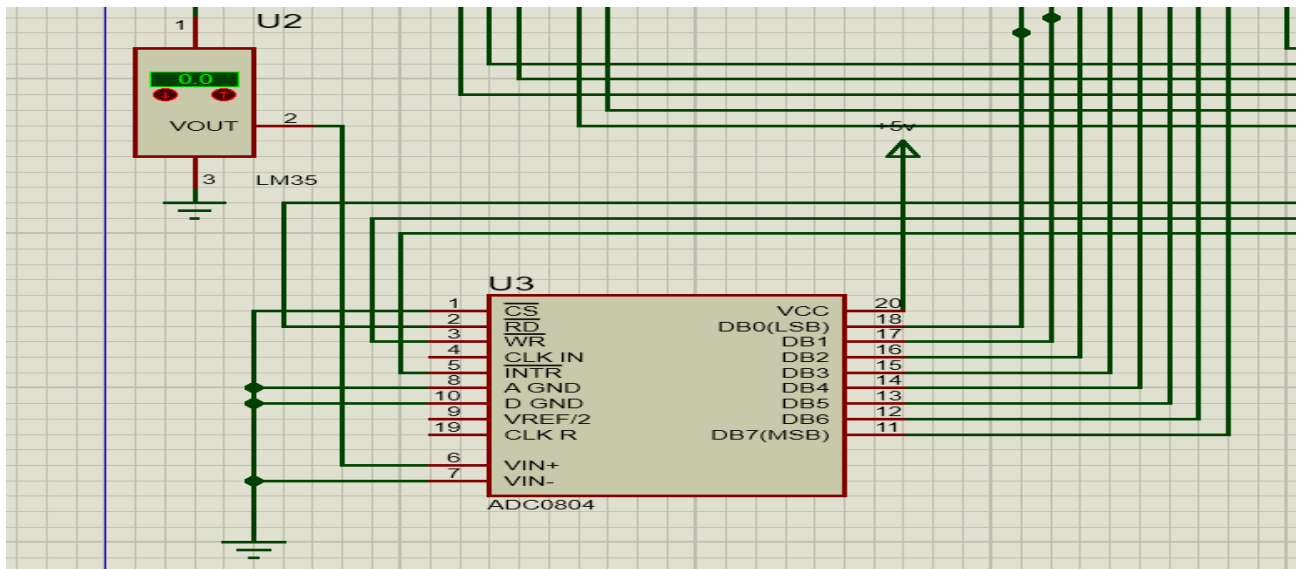 U2
1
0.0
VOUT
2
3
LM35
+5v
U3
1 CS VCC 20
2 RD DB0(LSB) 18
3 WR DB1 17
4 CLK IN DB2 16
5 INTR DB3 15
8 A GND DB4 14
10 D GND DB5 13
9 VREF/2 DB6 12
19 CLK R DB7(MSB) 11
6 VIN+
7 VIN-
ADC0804